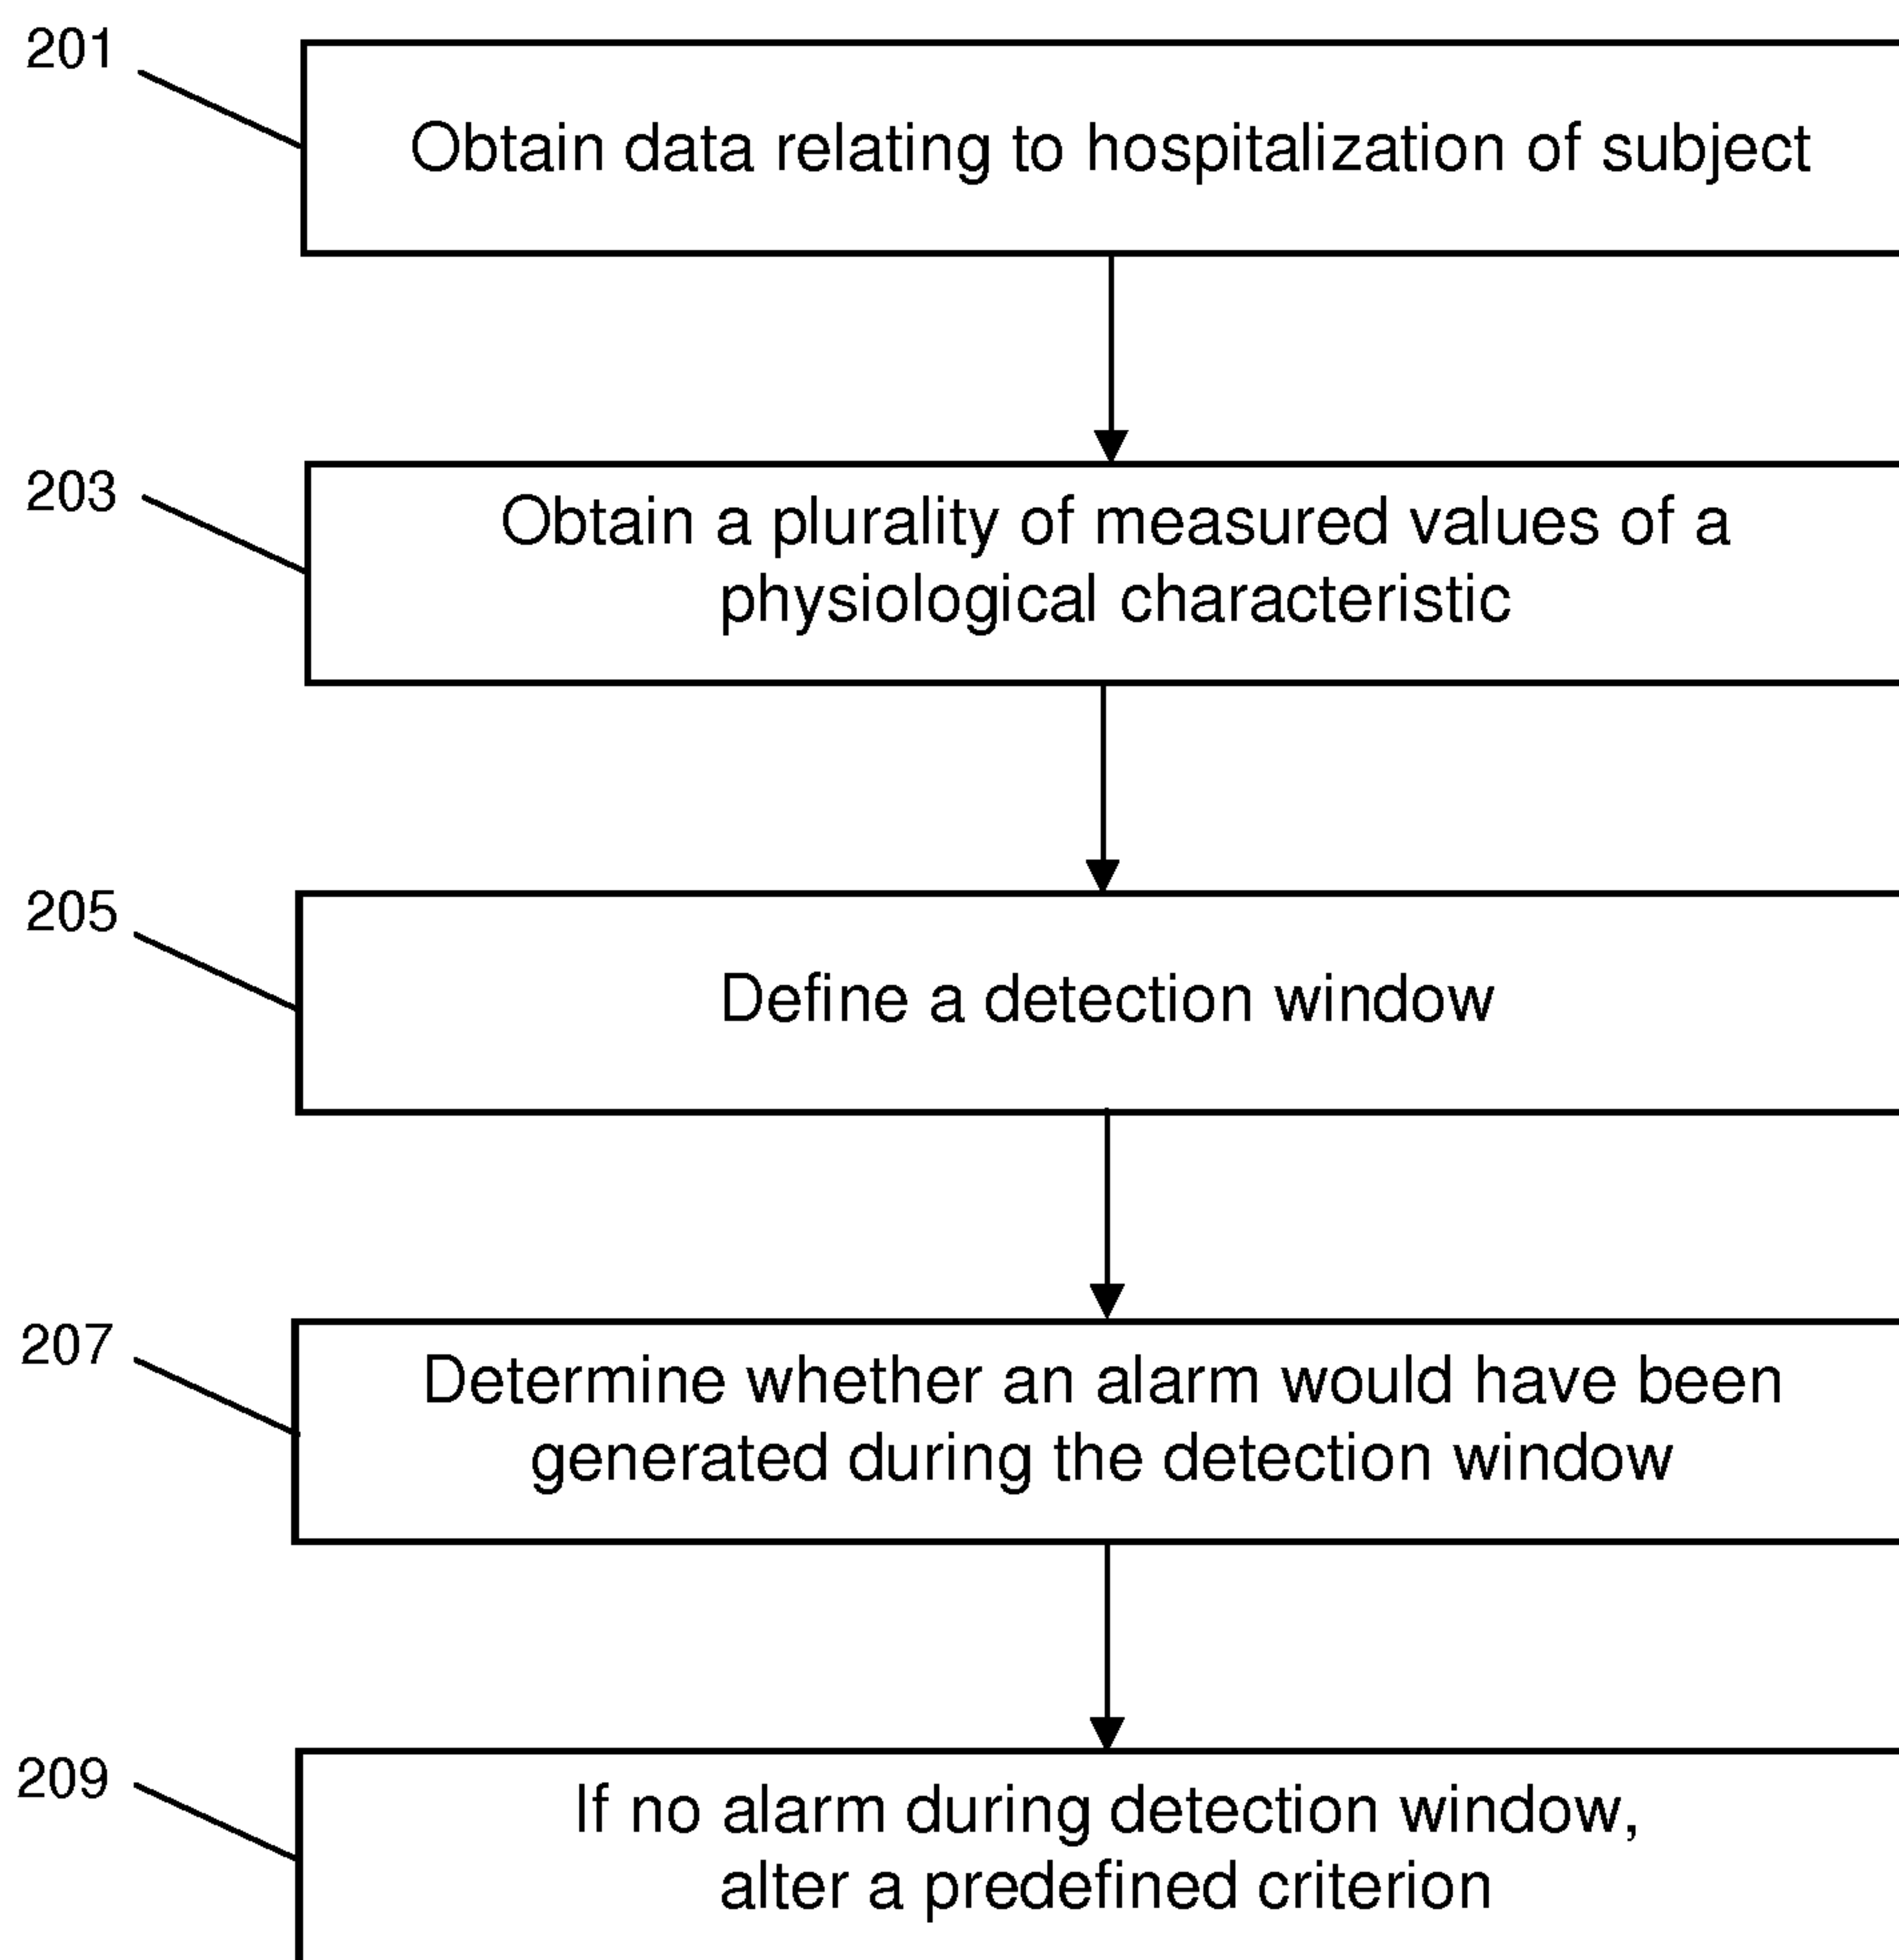 201
Obtain data relating to hospitalization of subject
203
Obtain a plurality of measured values of a
physiological characteristic
205
Define a detection window
207
Determine whether an alarm would have been
generated during the detection window
209
If no alarm during detection window,
alter a predefined criterion